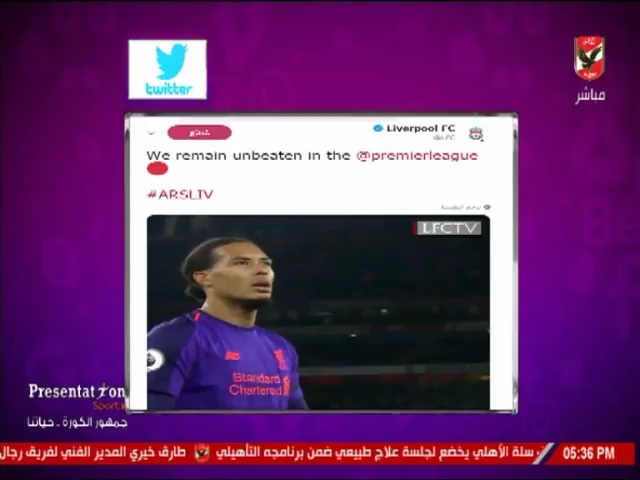 twitter
مباشر
شتتع
Liverpool FC
We remain unbeaten in the @premierleague
#ARSLIV
LFCTV
Standard
Chartered
Presentation
Sports
جمهور الكورة - حياتنا
سلة الأهلي يخضع لجلسة علاج طبيعي ضمن برنامجه التأهيلي
طارق خيري المدير الفني لفريق رجال
05:36 PM